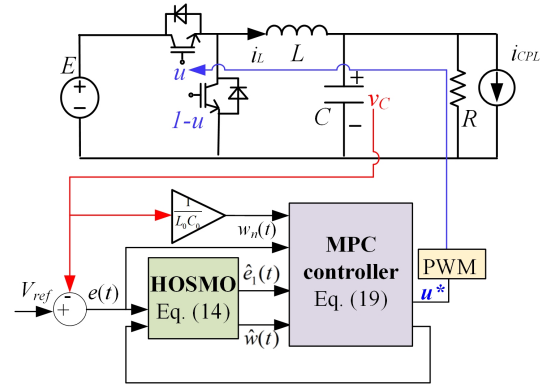 E
u
1-u
i_L
L
+
C
v_C
−
R
i_CPL
1
L_0C_0
w_n(t)
V_ref
-
+
e(t)
HOSMO
Eq. (14)
ê_1(t)
ŵ(t)
MPC
controller
Eq. (19)
PWM
u*